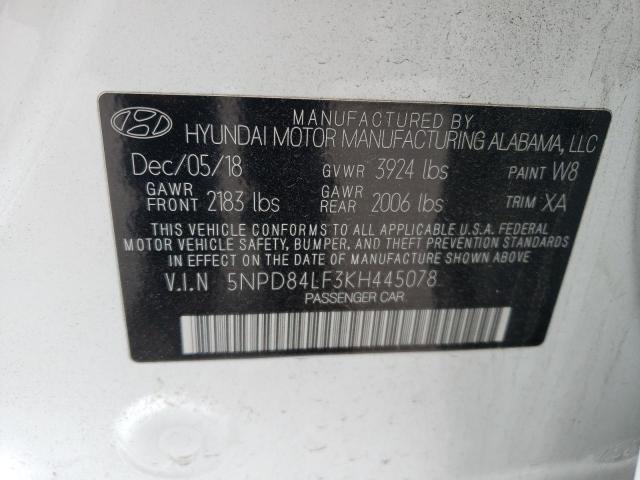 MANUFACTURED BY
HYUNDAI MOTOR MANUFACTURING ALABAMA, LLC
Dec/05/18 GVWR 3924 lbs PAINT W8
GAWR FRONT 2183 lbs GAWR REAR 2006 lbs TRIM XA
THIS VEHICLE CONFORMS TO ALL APPLICABLE U.S.A. FEDERAL
MOTOR VEHICLE SAFETY, BUMPER, AND THEFT PREVENTION STANDARDS
IN EFFECT ON THE DATE OF MANUFACTURE SHOWN ABOVE.
V.I.N 5NPD84LF3KH445078
PASSENGER CAR